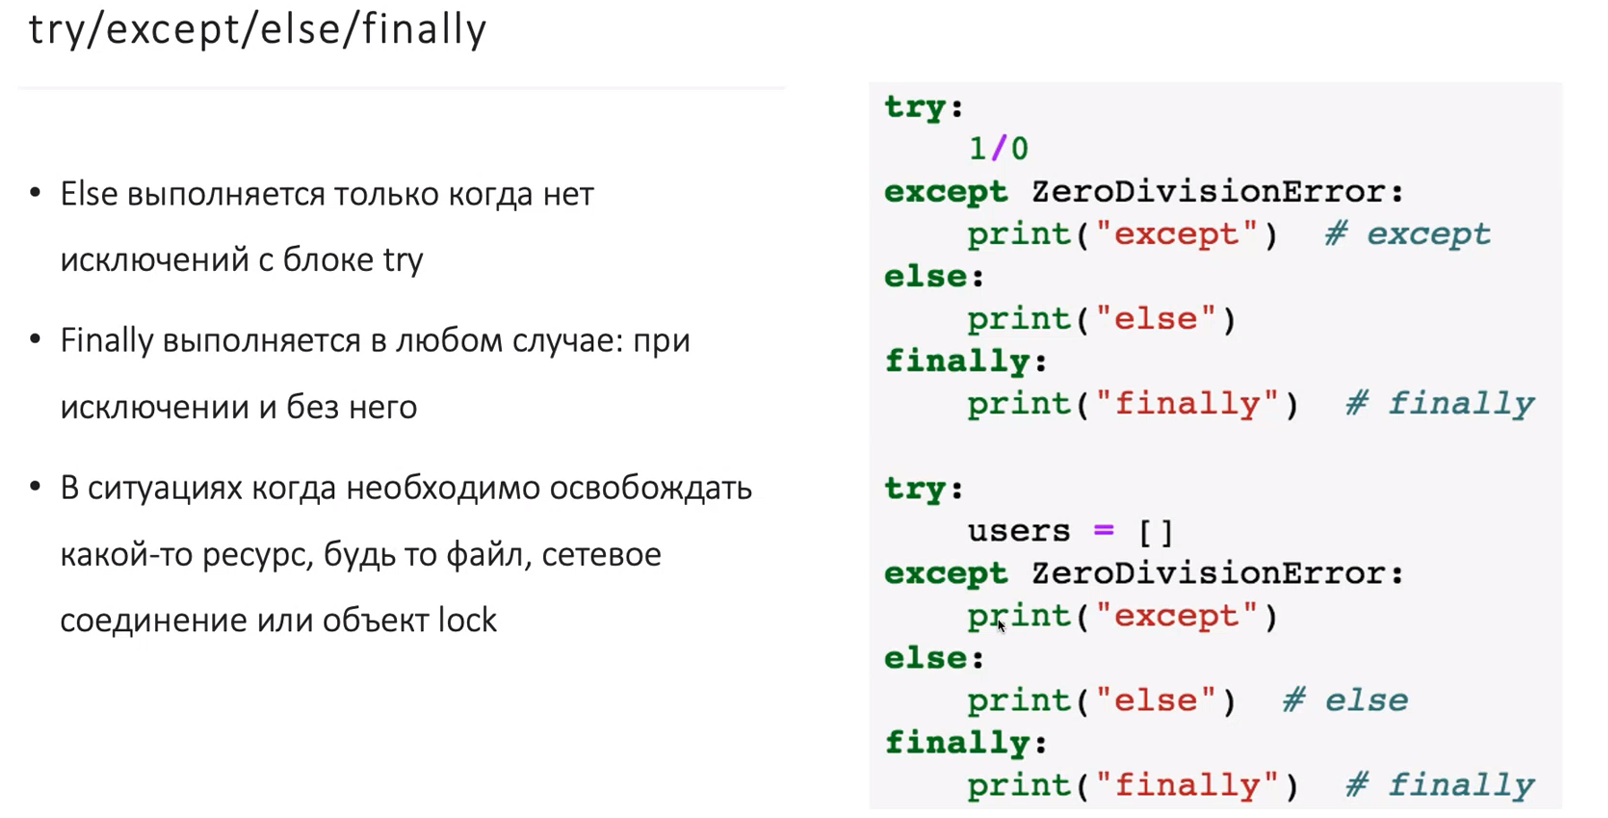 try/except/else/finally
• Else выполняется только когда нет
исключений с блоке try
• Finally выполняется в любом случае: при
исключении и без него
• В ситуациях когда необходимо освобождать
какой-то ресурс, будь то файл, сетевое
соединение или объект lock
try:
    1/0
except ZeroDivisionError:
    print("except")  # except
else:
    print("else")
finally:
    print("finally")  # finally

try:
    users = []
except ZeroDivisionError:
    print("except")
else:
    print("else")  # else
finally:
    print("finally")  # finally